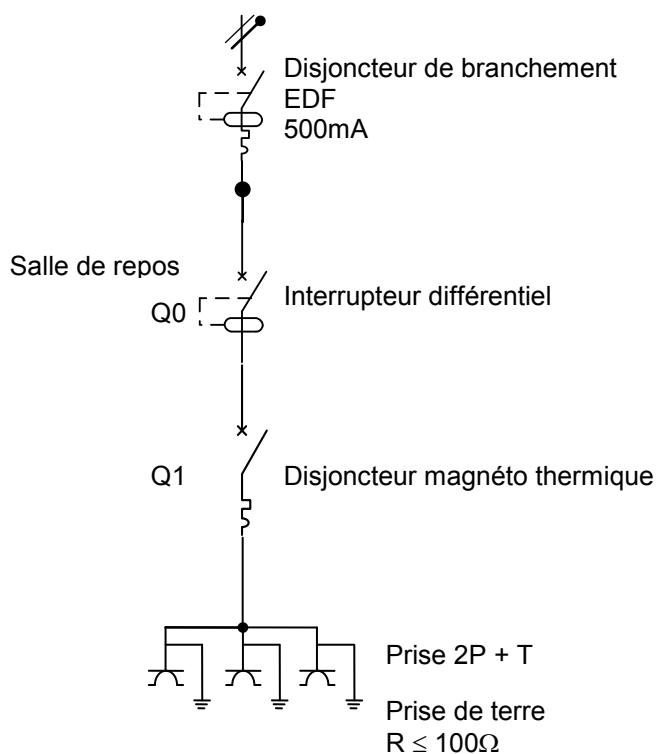 Disjoncteur de branchement
EDF
500mA
Salle de repos
Q0
Interrupteur différentiel
Q1
Disjoncteur magnéto thermique
Prise 2P + T
Prise de terre
R ≤ 100Ω